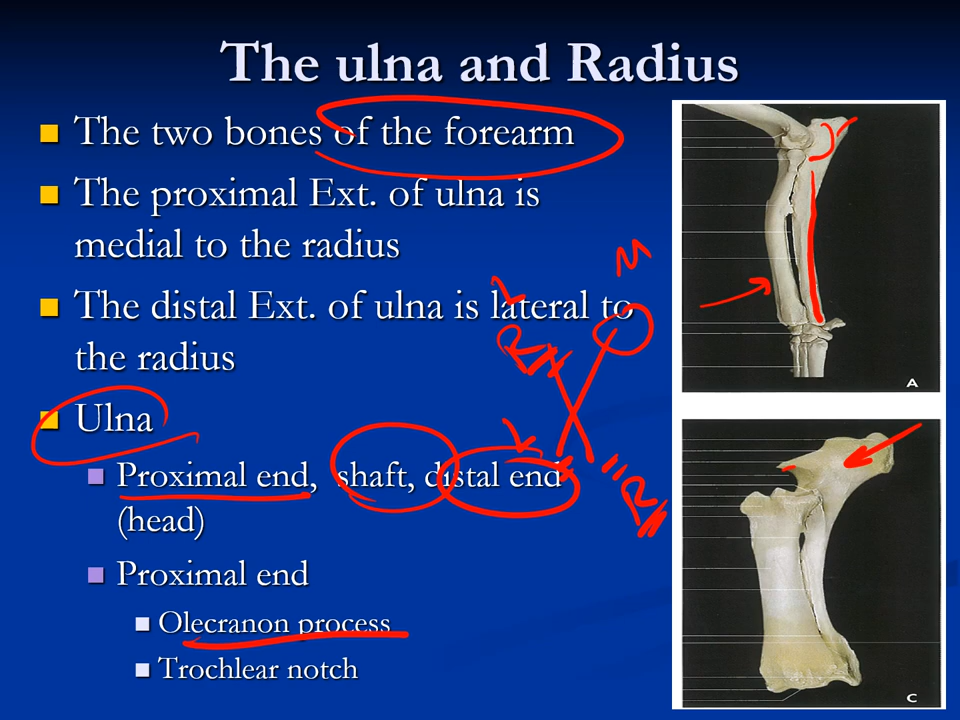 The ulna and Radius
The two bones of the forearm
The proximal Ext. of ulna is
medial to the radius
The distal Ext. of ulna is lateral to
the radius
Ulna
Proximal end, shaft, distal end
(head)
Proximal end
Olecranon process
Trochlear notch
M
L
R
R
A
C